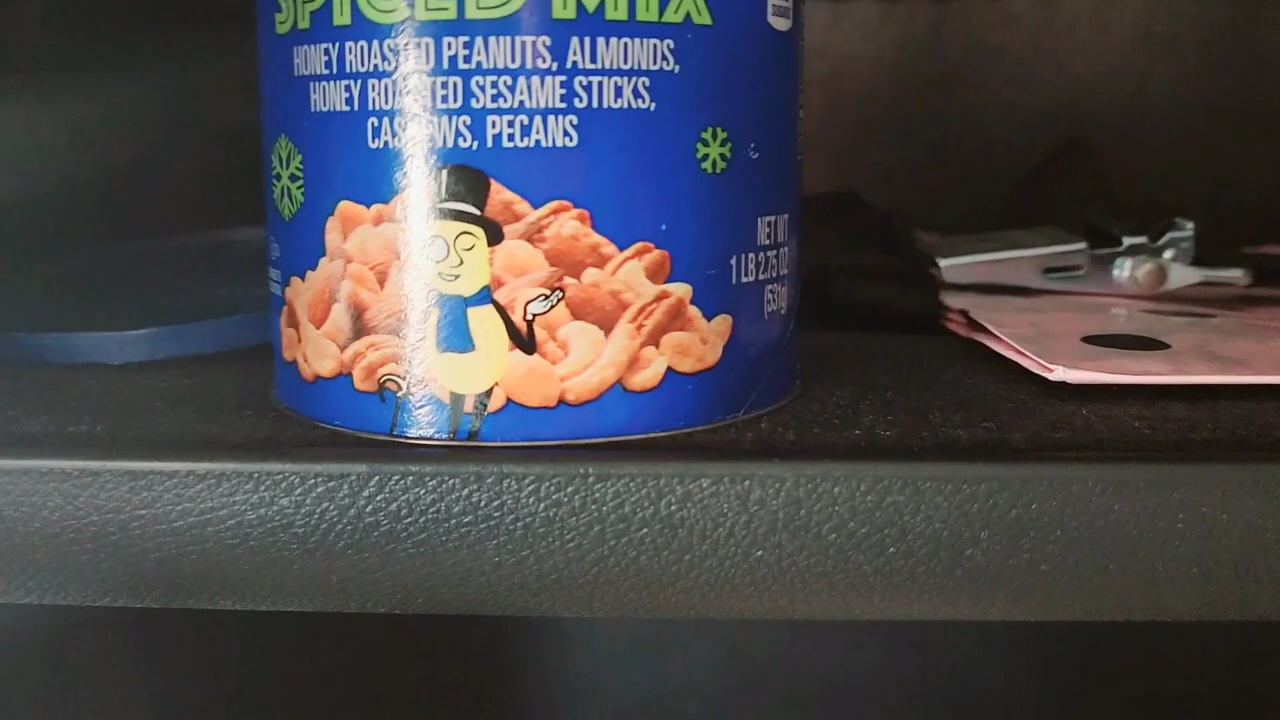 SPICED MIX
HONEY ROASTED PEANUTS, ALMONDS,
HONEY ROASTED SESAME STICKS,
CASHEWS, PECANS
NET WT
1 LB 2.75 OZ
(531g)